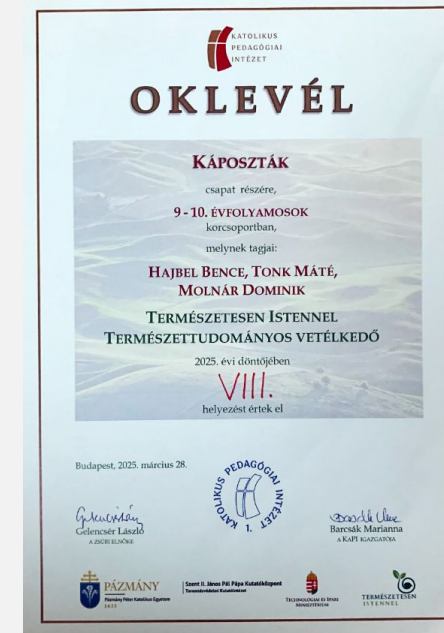 KATOLIKUS
PEDAGÓGIAI
INTÉZET
OKLEVÉL
KÁPOSZTÁK
csapat részére,
9-10. ÉVFOLYAMOSOK
korcsoportban,
melynek tagjai:
HAJBEL BENCE, TONK MÁTÉ,
MOLNÁR DOMINIK
TERMÉSZETESEN ISTENNEL
TERMÉSZETTUDOMÁNYOS VETÉLKEDŐ
2025. évi döntőjében
VIII.
helyezést értek el
Budapest, 2025. március 28.
KATOLIKUS PEDAGÓGIAI INTÉZET
1.
Gelencsér László
A ZSŰRI ELNÖKE
Barcsák Marianna
A KAPI IGAZGATÓJA
PÁZMÁNY
Pázmány Péter Katolikus Egyetem
1635
Szent II. János Pál Pápa Kutatóközpont
TECHNOLÓGIAI ÉS IPARI
MINISZTÉRIUM
TERMÉSZETESEN
ISTENNEL